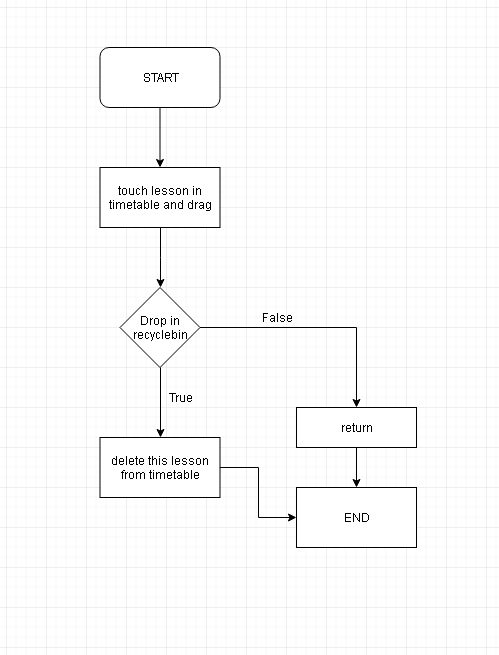 START
touch lesson in
timetable and drag
Drop in
recyclebin
False
True
return
delete this lesson
from timetable
END